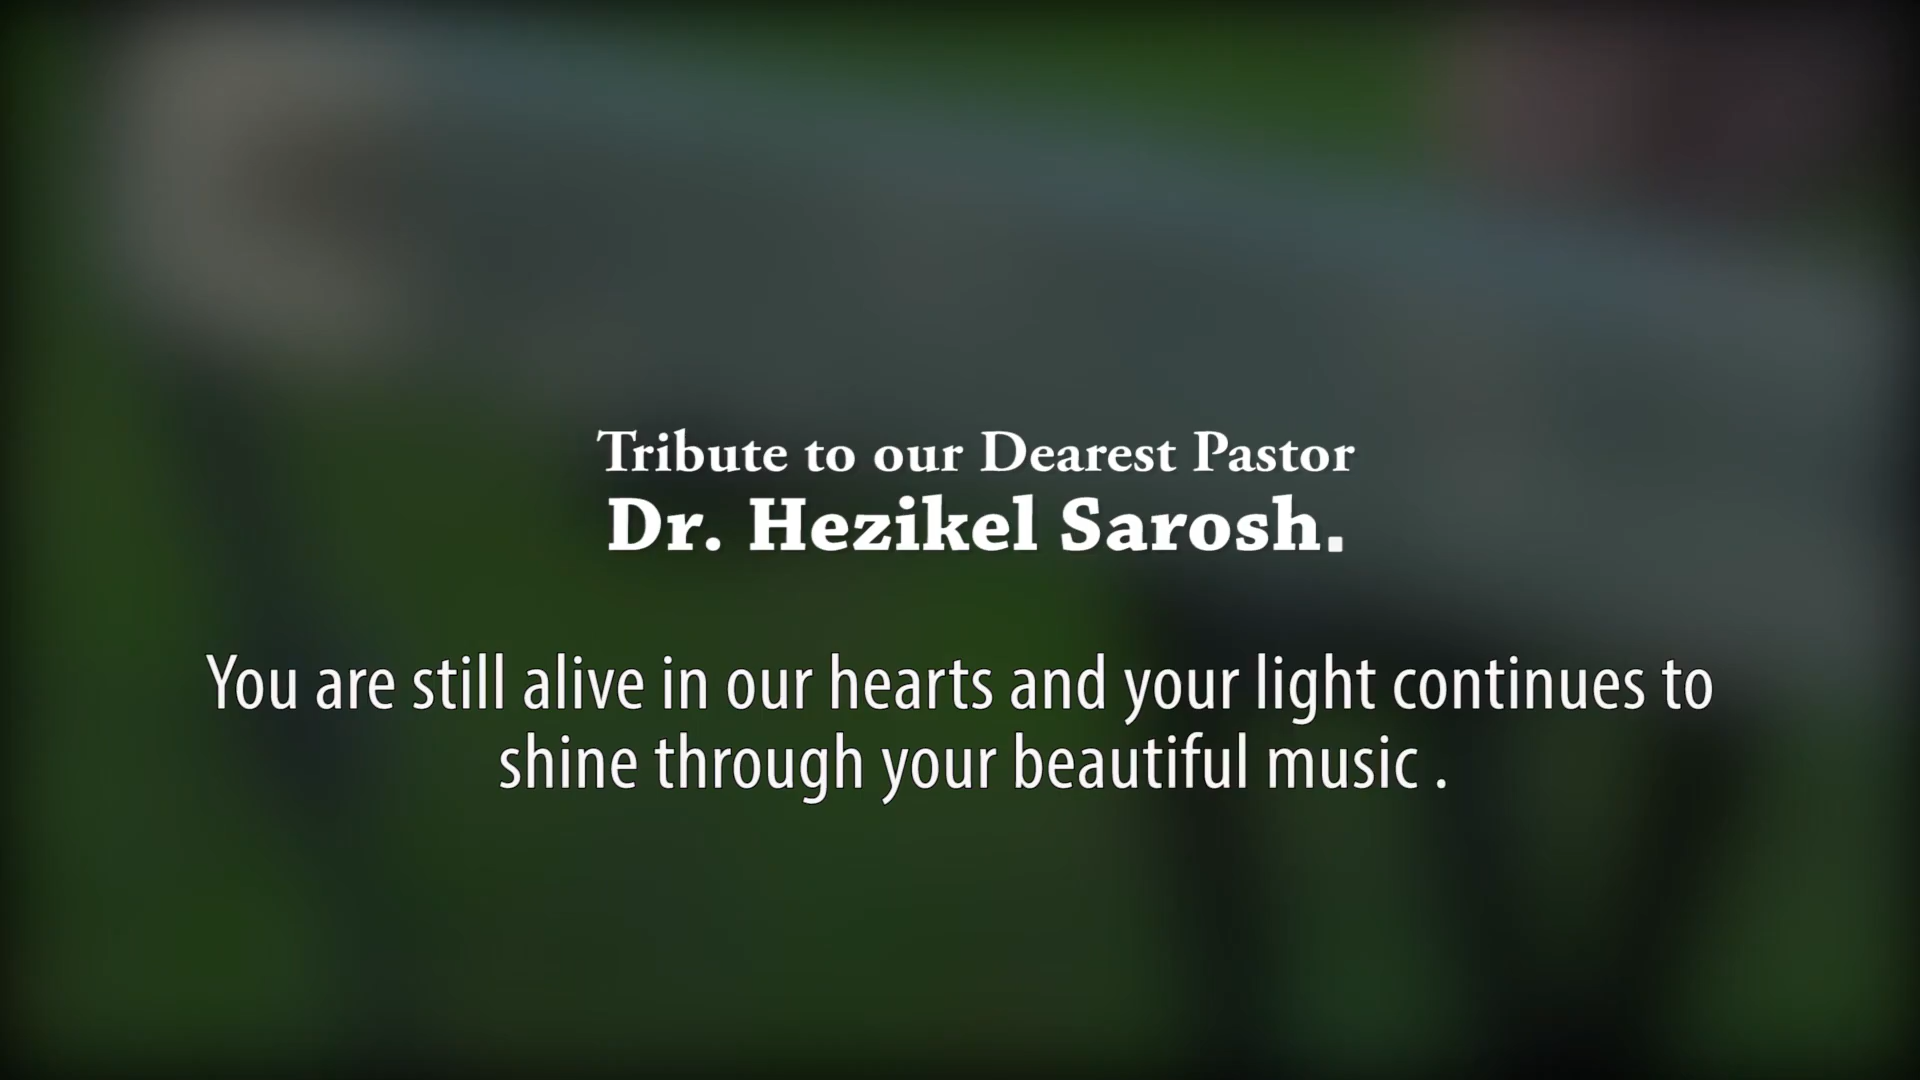 Tribute to our Dearest Pastor
Dr. Hezikel Sarosh.
You are still alive in our hearts and your light continues to
shine through your beautiful music .